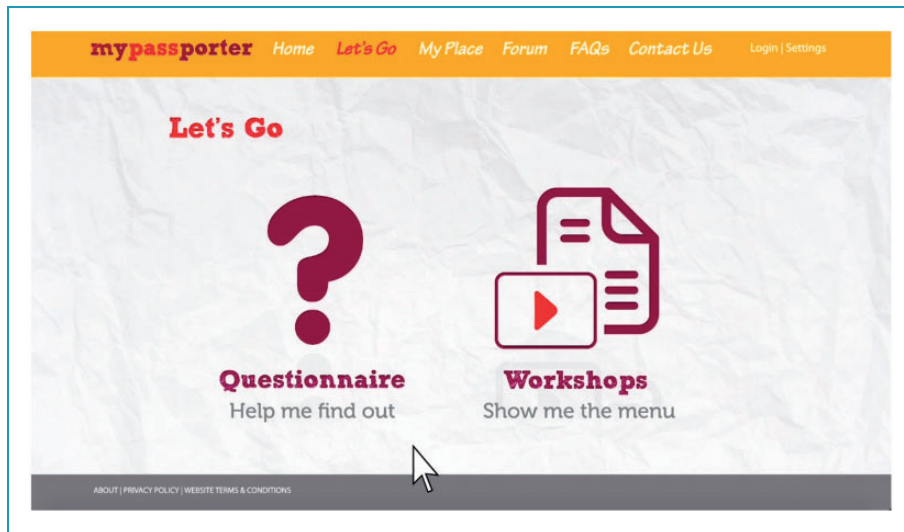 mypassporter Home Let's Go My Place Forum FAQs Contact Us Login | Settings
Let's Go
Questionnaire
Help me find out
Workshops
Show me the menu
ABOUT | PRIVACY POLICY | WEBSITE TERMS & CONDITIONS